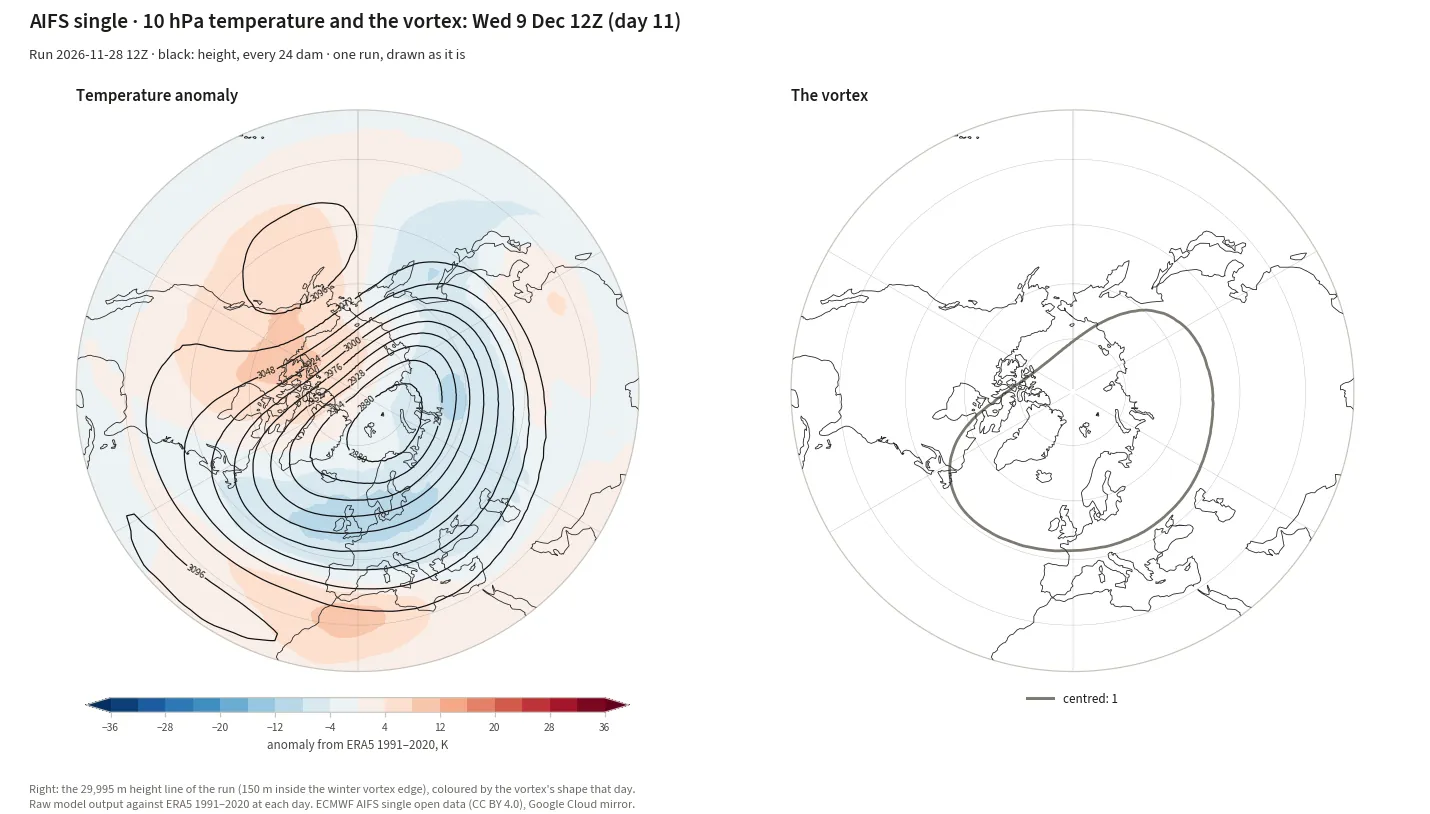 AIFS single · 10 hPa temperature and the vortex: Wed 9 Dec 12Z (day 11)
Run 2026-11-28 12Z · black: height, every 24 dam · one run, drawn as it is
Temperature anomaly
The vortex
3096
3048
3000
2976
2928
2880
2904
2880
3096
−36 −28 −20 −12 −4 4 12 20 28 36
anomaly from ERA5 1991–2020, K
centred: 1
Right: the 29,995 m height line of the run (150 m inside the winter vortex edge), coloured by the vortex's shape that day.
Raw model output against ERA5 1991–2020 at each day. ECMWF AIFS single open data (CC BY 4.0), Google Cloud mirror.